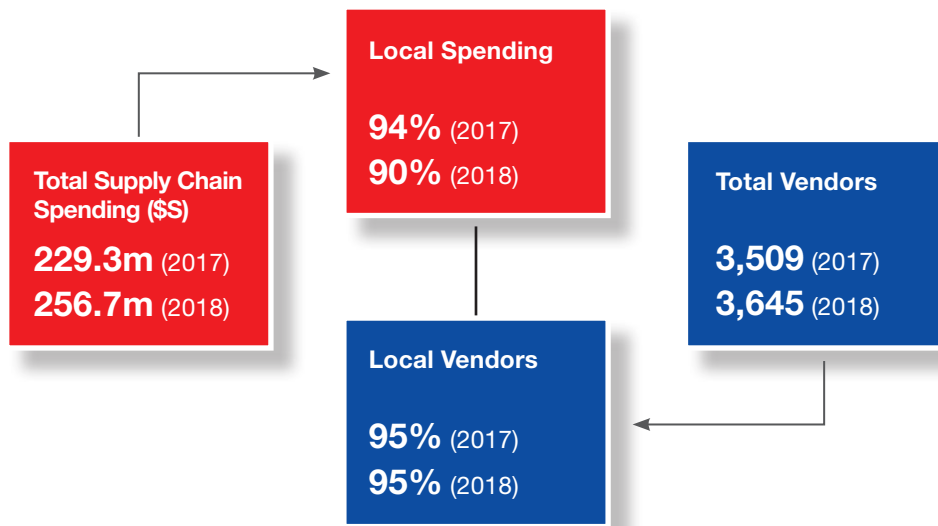 Local Spending
94% (2017)
90% (2018)
Total Supply Chain
Spending ($S)
229.3m (2017)
256.7m (2018)
Total Vendors
3,509 (2017)
3,645 (2018)
Local Vendors
95% (2017)
95% (2018)